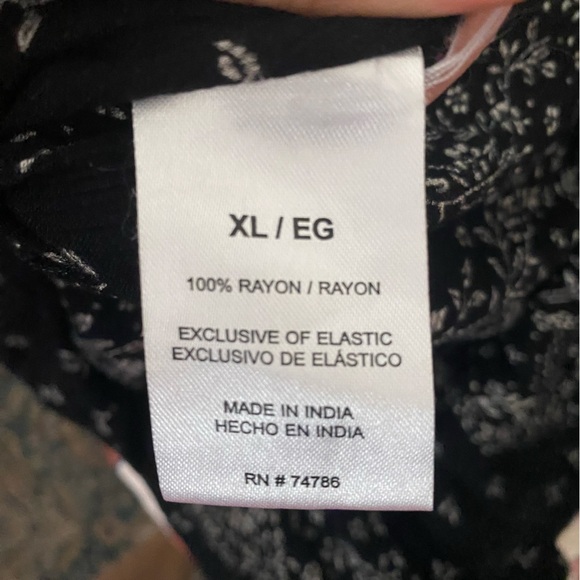 XL / EG
100% RAYON / RAYON
EXCLUSIVE OF ELASTIC
EXCLUSIVO DE ELÁSTICO
MADE IN INDIA
HECHO EN INDIA
RN # 74786